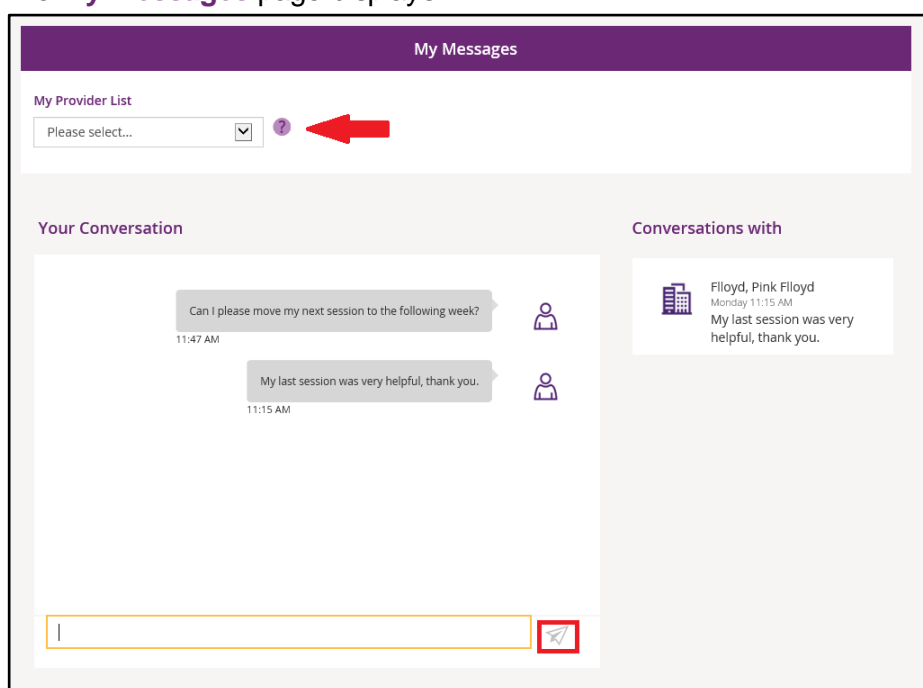 My Messages
My Provider List
Please select...
?
Your Conversation
Conversations with
Can I please move my next session to the following week?
11:47 AM
My last session was very helpful, thank you.
11:15 AM
Flloyd, Pink Flloyd
Monday 11:15 AM
My last session was very
helpful, thank you.